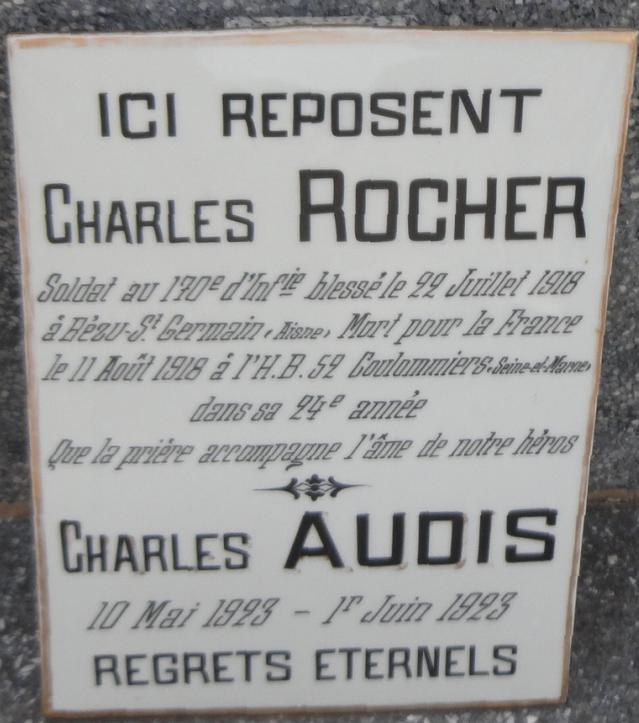 ICI REPOSENT
CHARLES ROCHER
Soldat au 170e d'Infie blessé le 22 Juillet 1918
à Bézu-St Germain (Aisne) Mort pour la France
le 11 Août 1918 à l'H.B. 52 Coulommiers (Seine-et-Marne)
dans sa 24e année
Que la prière accompagne l'âme de notre héros
CHARLES AUDIS
10 Mai 1923 - 1r Juin 1923
REGRETS ETERNELS